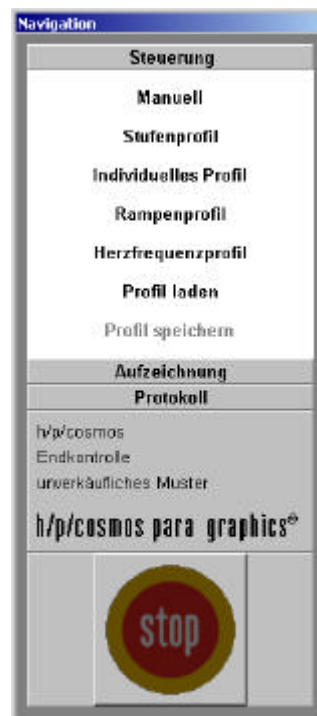 Navigation
Steuerung
Manuell
Stufenprofil
Individuelles Profil
Rampenprofil
Herzfrequenzprofil
Profil laden
Profil speichern
Aufzeichnung
Protokoll
h/p/cosmos
Endkontrolle
unverkäufliches Muster
h/p/cosmos para graphics®
stop